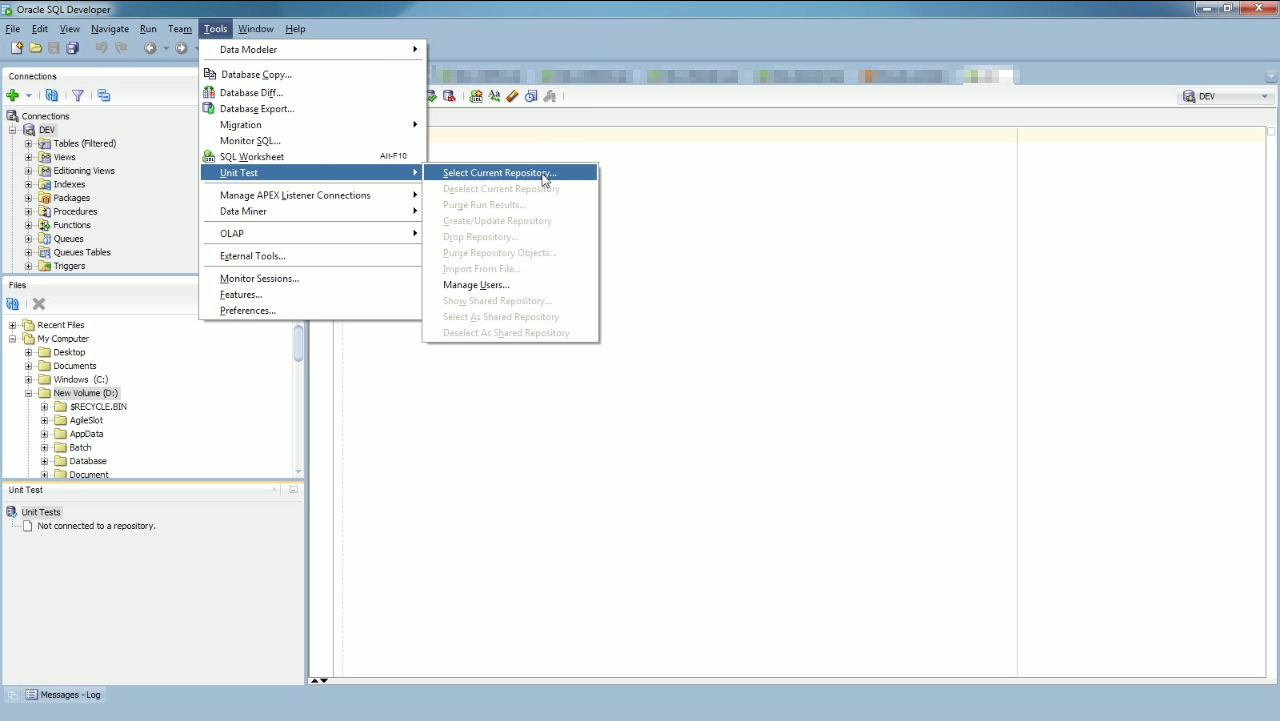 Oracle SQL Developer
File Edit View Navigate Run Team Tools Window Help
Connections
Connections
DEV
Tables (Filtered)
Views
Editioning Views
Indexes
Packages
Procedures
Functions
Queues
Queues Tables
Triggers
Data Modeler
Database Copy...
Database Diff...
Database Export...
Migration
Monitor SQL...
SQL Worksheet Alt-F10
Unit Test
Manage APEX Listener Connections
Data Miner
OLAP
External Tools...
Monitor Sessions...
Features...
Preferences...
Select Current Repository...
Deselect Current Repository
Purge Run Results...
Create/Update Repository
Drop Repository...
Purge Repository Objects...
Import From File...
Manage Users...
Show Shared Repository...
Select As Shared Repository
Deselect As Shared Repository
DEV
Files
Recent Files
My Computer
Desktop
Documents
Windows (C:)
New Volume (D:)
$RECYCLE.BIN
AgileSlot
AppData
Batch
Database
Document
Unit Test
Unit Tests
Not connected to a repository.
Messages - Log